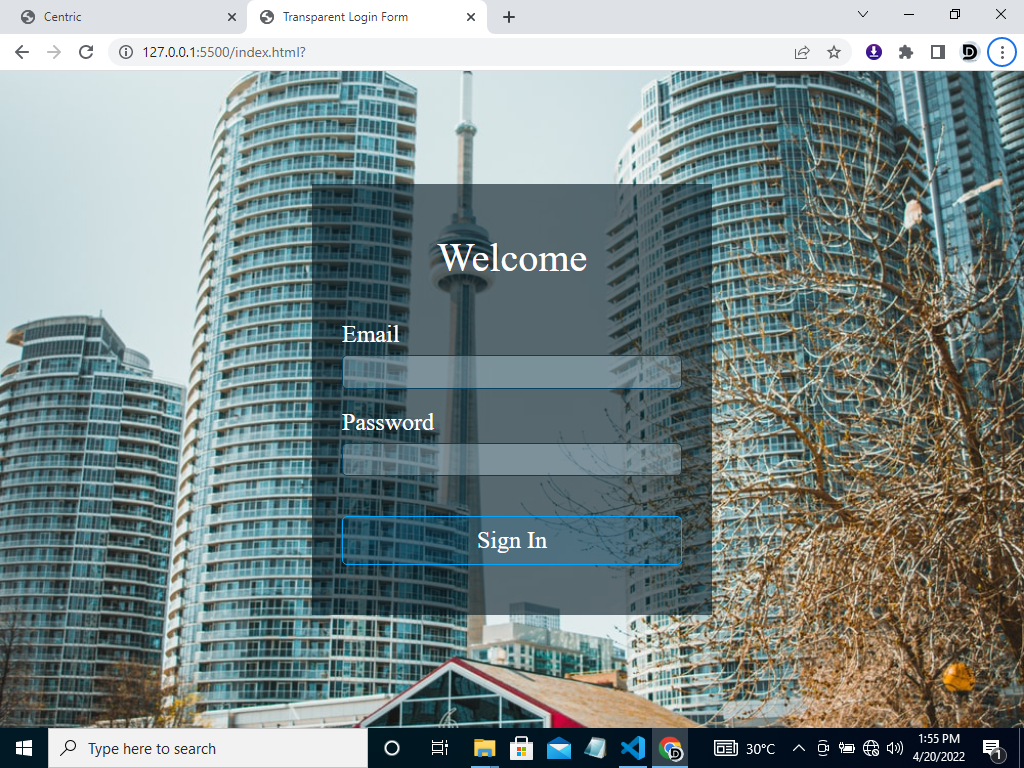 Centric
Transparent Login Form
127.0.0.1:5500/index.html?
Welcome
Email
Password
Sign In
Type here to search
30°C
1:55 PM
4/20/2022
1